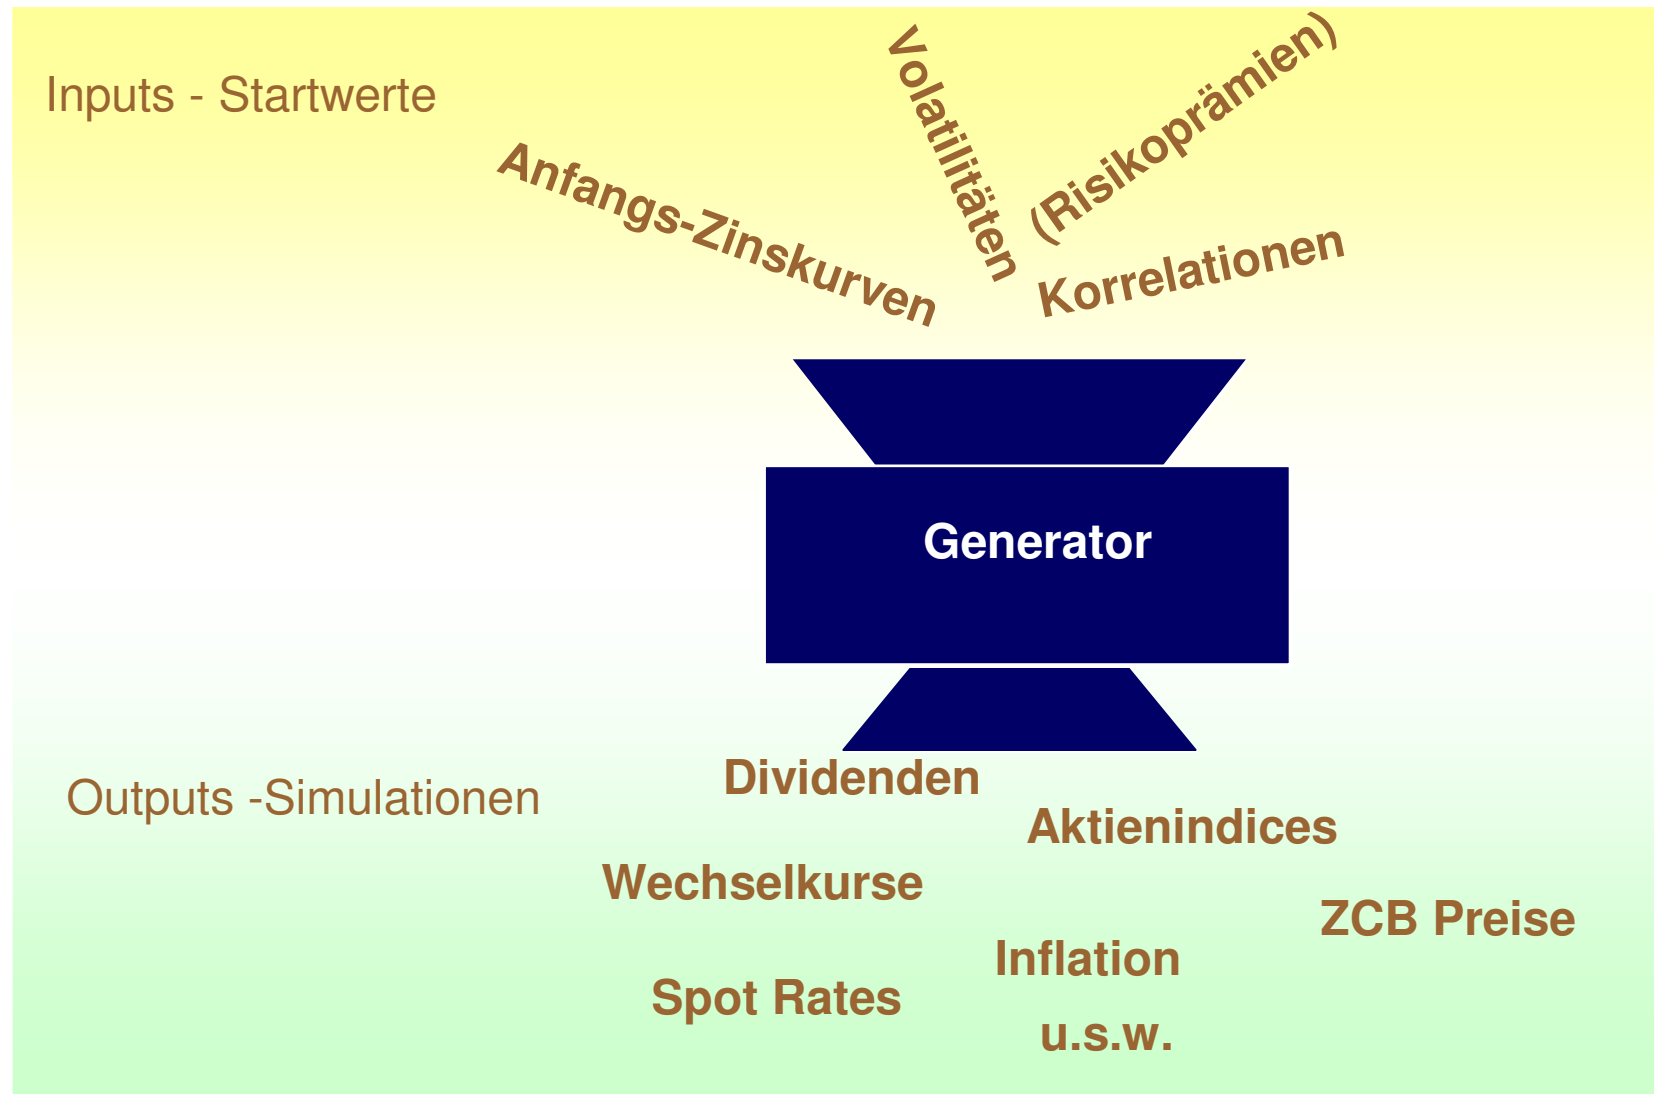 Inputs - Startwerte
Anfangs-Zinskurven
Volatilitäten
(Risikoprämien)
Korrelationen
Generator
Outputs -Simulationen
Dividenden
Aktienindices
Wechselkurse
ZCB Preise
Inflation
Spot Rates
u.s.w.